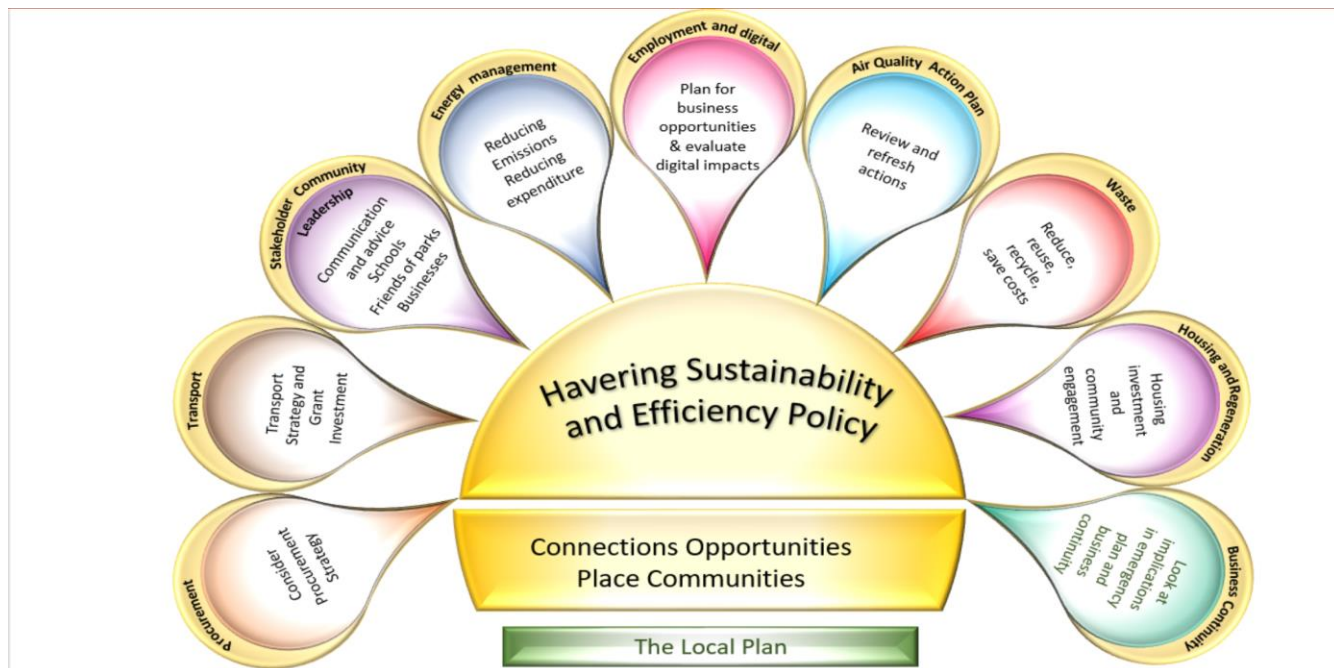 Procurement
Consider
Procurement
Strategy
Transport
Transport
Strategy and
Grant
Investment
Stakeholder Community
Leadership
Communication
and advice
Schools
Friends of parks
Businesses
Energy management
Reducing
Emissions
Reducing
expenditure
Employment and digital
Plan for
business
opportunities
& evaluate
digital impacts
Air Quality Action Plan
Review and
refresh
actions
Waste
Reduce,
reuse,
recycle,
save costs
Housing and Regeneration
Housing
investment
and
community
engagement
Business Continuity
Look at
implications
in emergency
plan and
business
continuity
Havering Sustainability
and Efficiency Policy
Connections Opportunities
Place Communities
The Local Plan